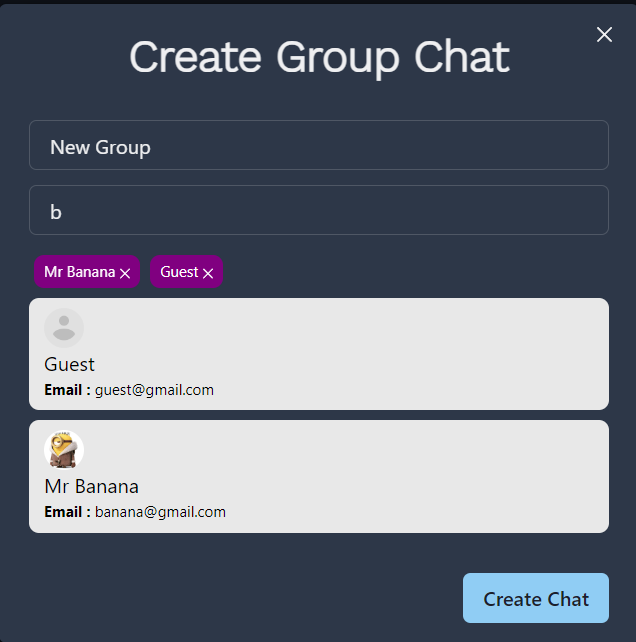 Create Group Chat
New Group
b
Mr Banana Guest
Guest
Email : guest@gmail.com
Mr Banana
Email : banana@gmail.com
Create Chat